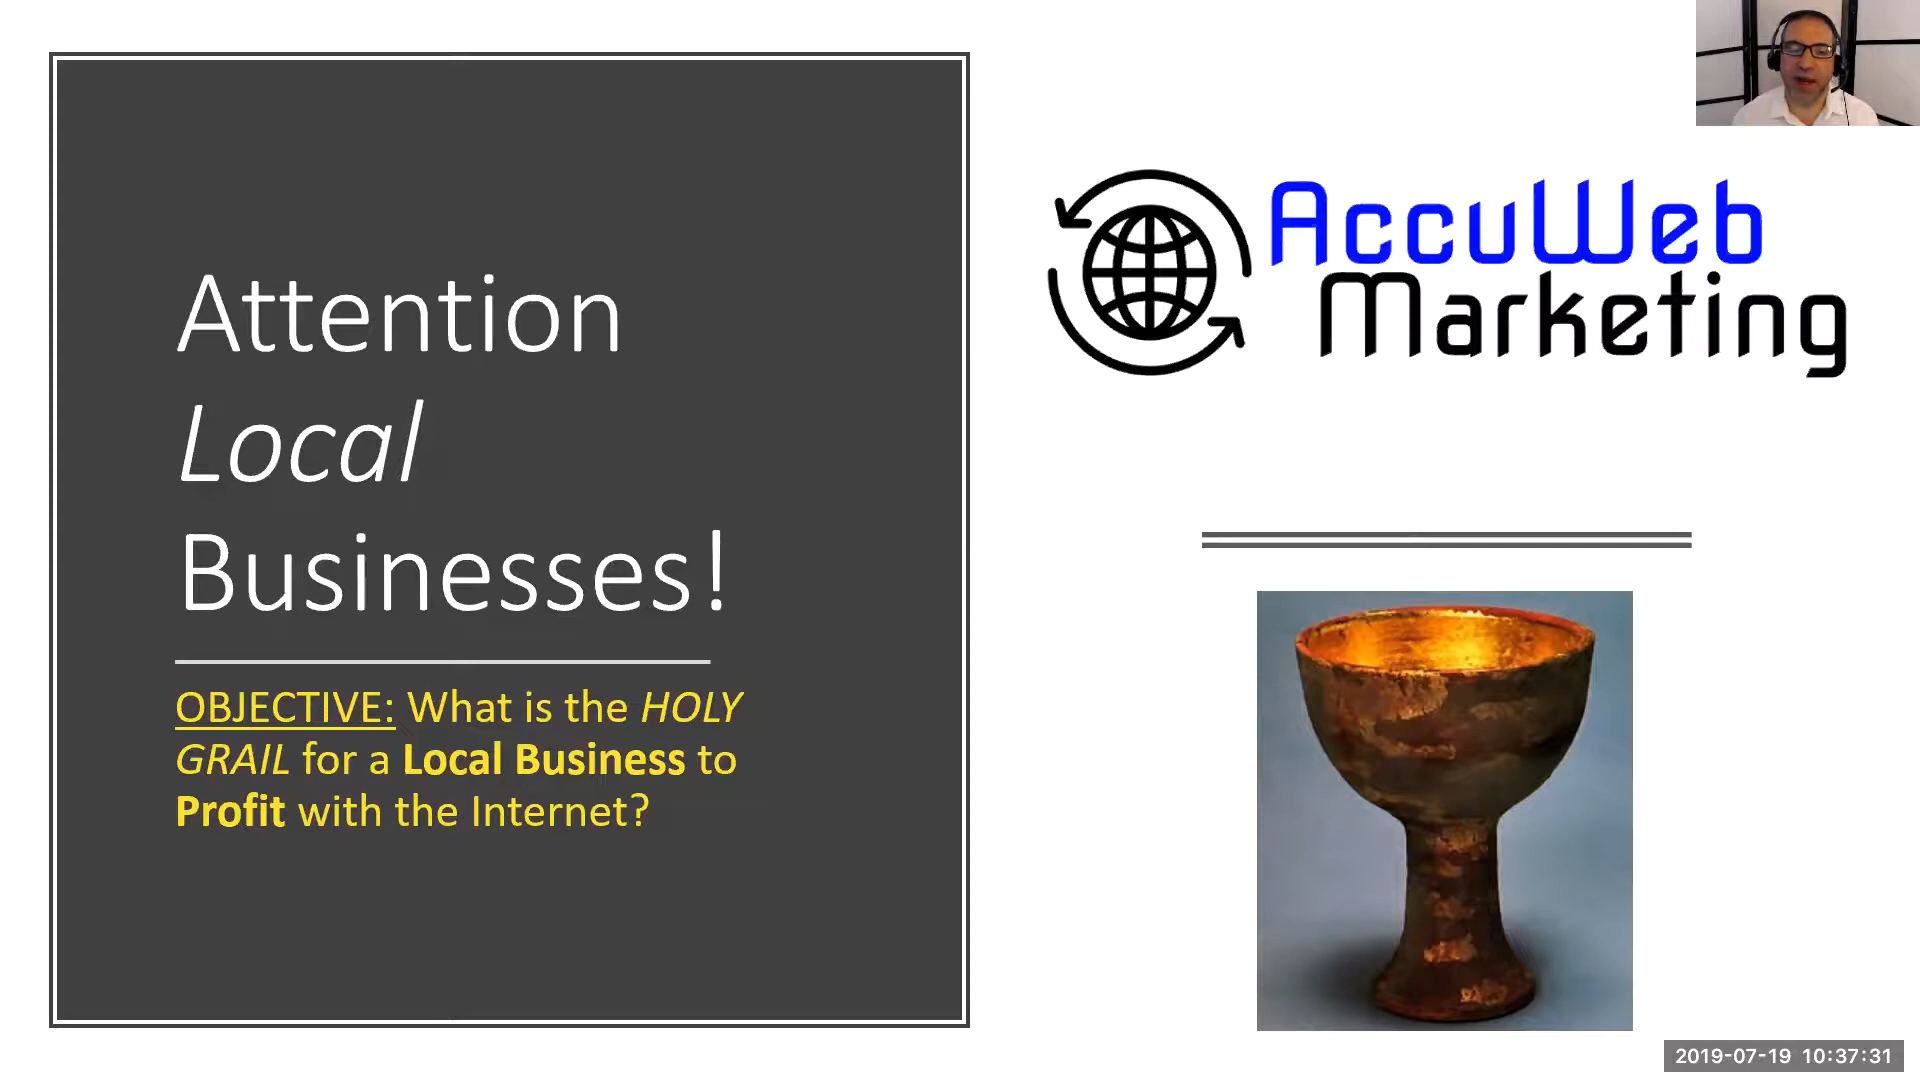 Attention
Local
Businesses!
OBJECTIVE: What is the HOLY
GRAIL for a Local Business to
Profit with the Internet?
AccuWeb
Marketing
2019-07-19 10:37:31